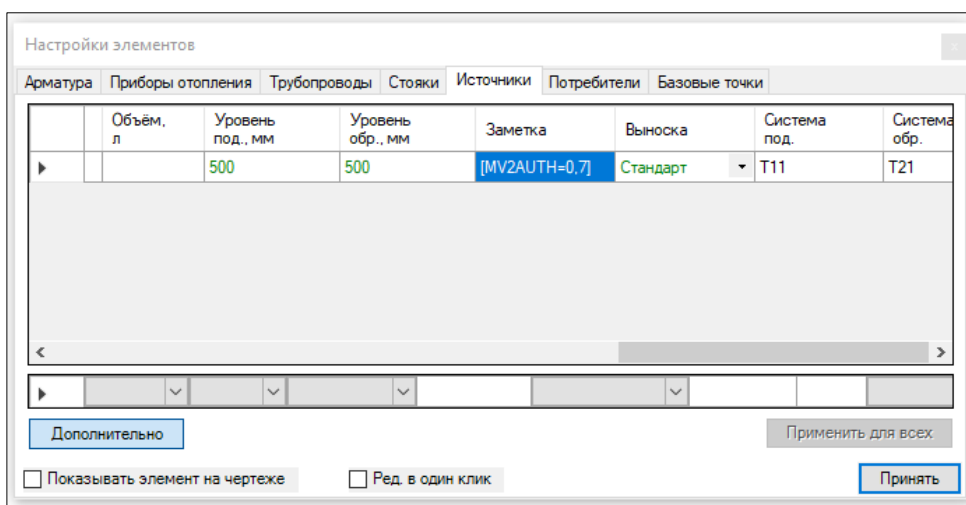 Настройки элементов
x
Арматура Приборы отопления Трубопроводы Стояки Источники Потребители Базовые точки
Объём, Уровень Уровень Заметка Выноска Система Система
л под., мм обр., мм под. обр.
500 500 [MV2AUTH=0,7] Стандарт T11 T21
Дополнительно Применить для всех
Показывать элемент на чертеже Ред. в один клик Принять